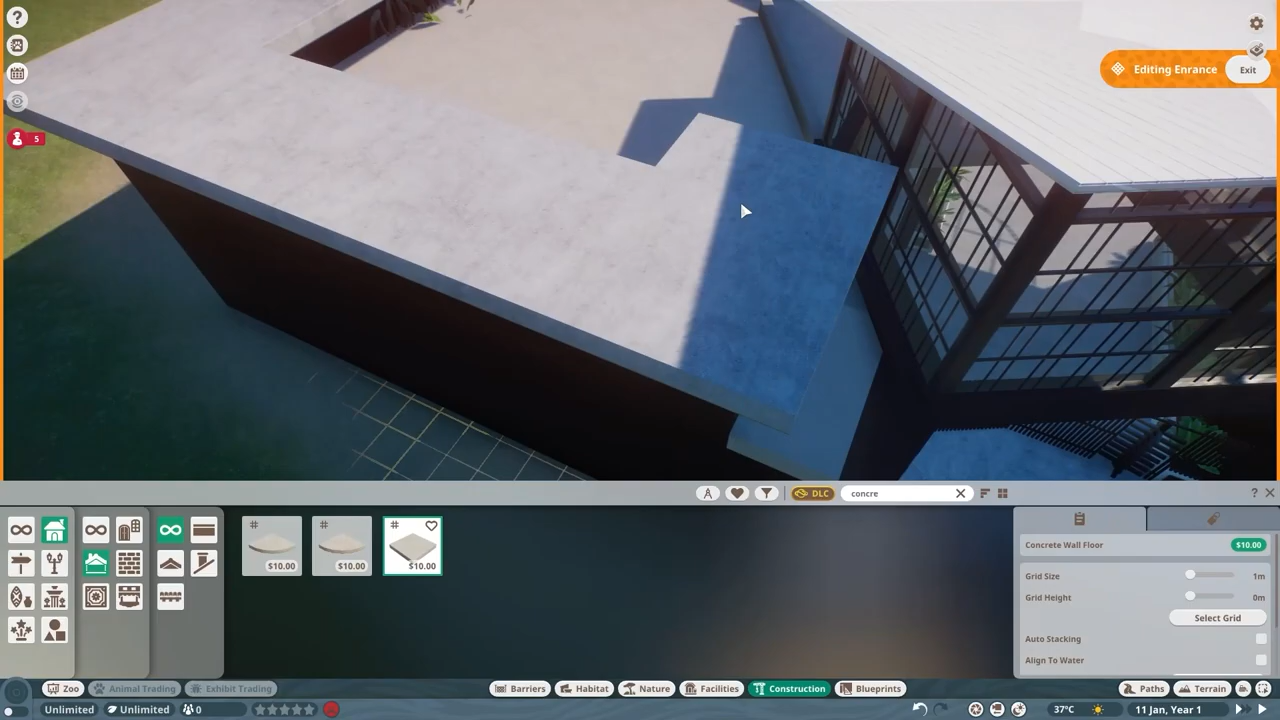 ?
Editing Enrance
Exit
5
DLC
concre
?
$10.00
$10.00
$10.00
Concrete Wall Floor
$10.00
Grid Size
1m
Grid Height
0m
Select Grid
Auto Stacking
Align To Water
Zoo
Animal Trading
Exhibit Trading
Barriers
Habitat
Nature
Facilities
Construction
Blueprints
Paths
Terrain
Unlimited
Unlimited
0
37°C
11 Jan, Year 1